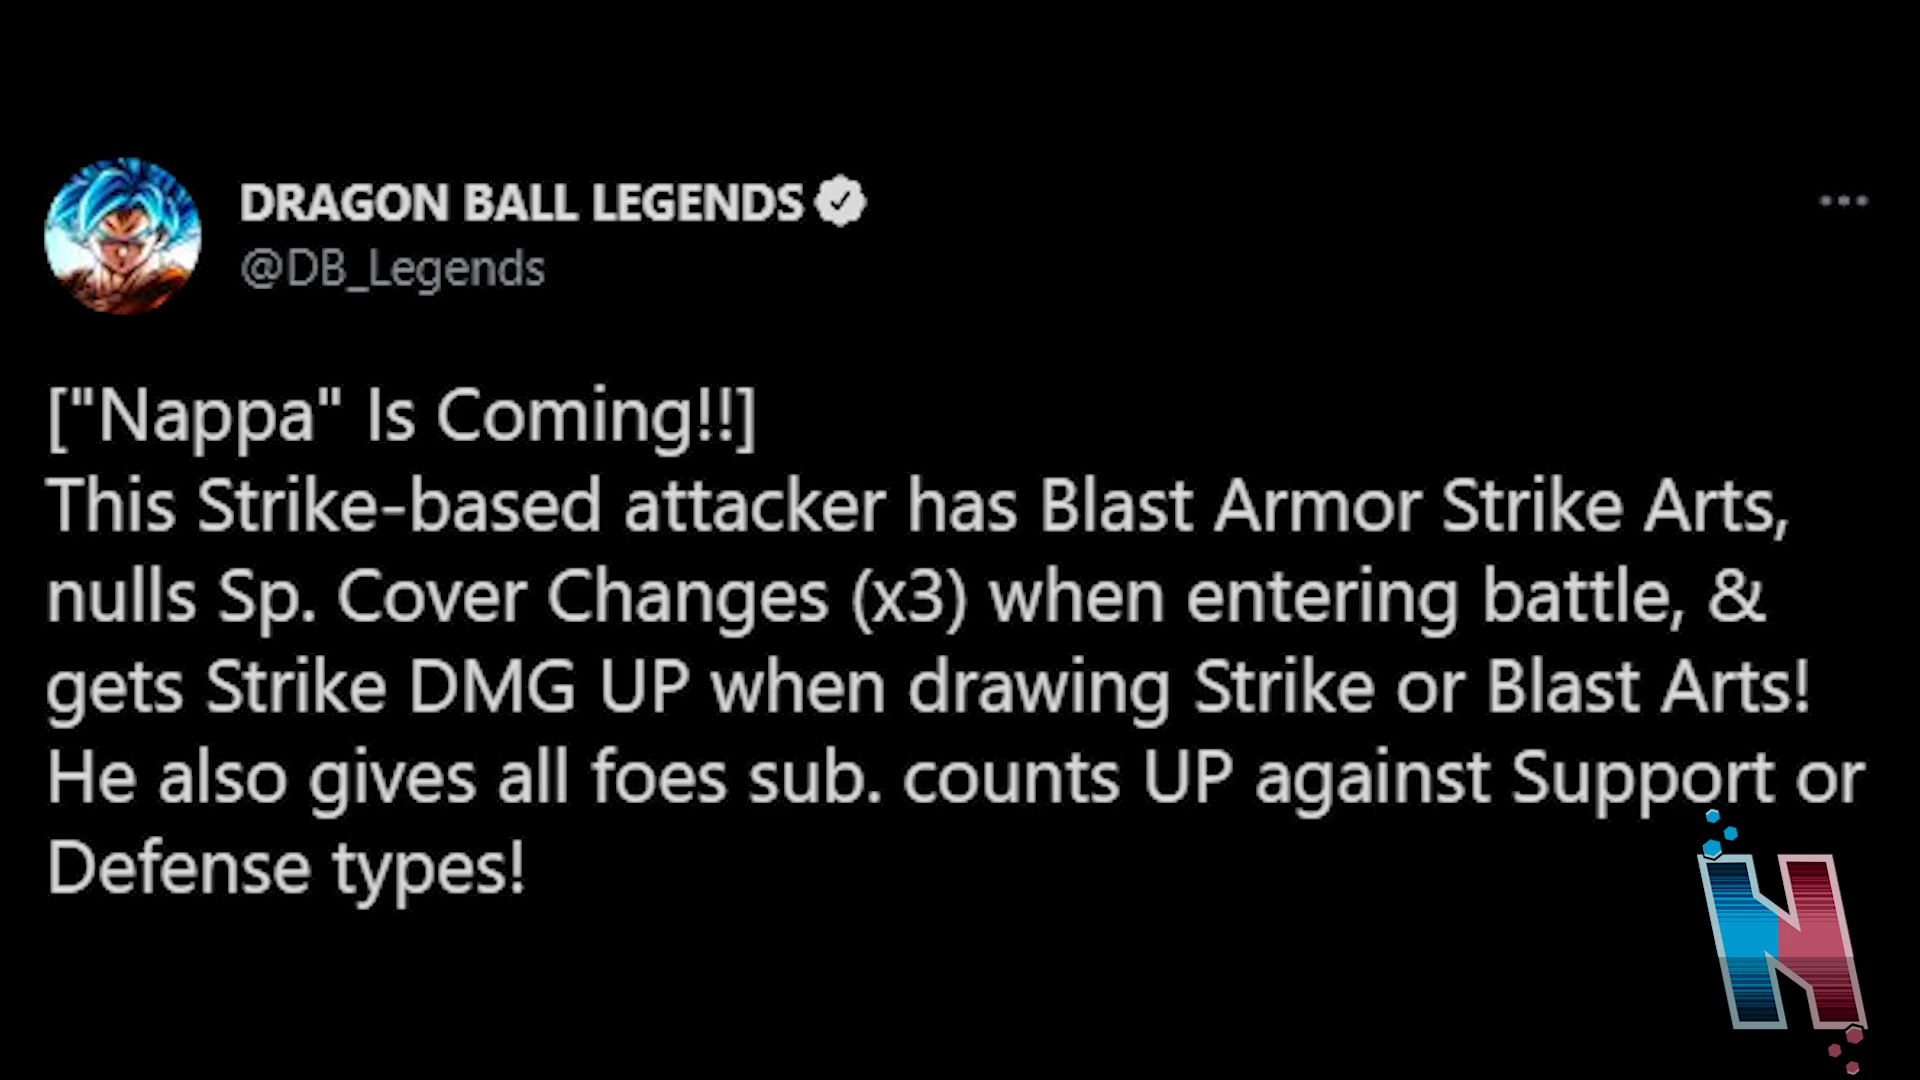 DRAGON BALL LEGENDS
@DB_Legends
["Nappa" Is Coming!!]
This Strike-based attacker has Blast Armor Strike Arts,
nulls Sp. Cover Changes (x3) when entering battle, &
gets Strike DMG UP when drawing Strike or Blast Arts!
He also gives all foes sub. counts UP against Support or
Defense types!
N